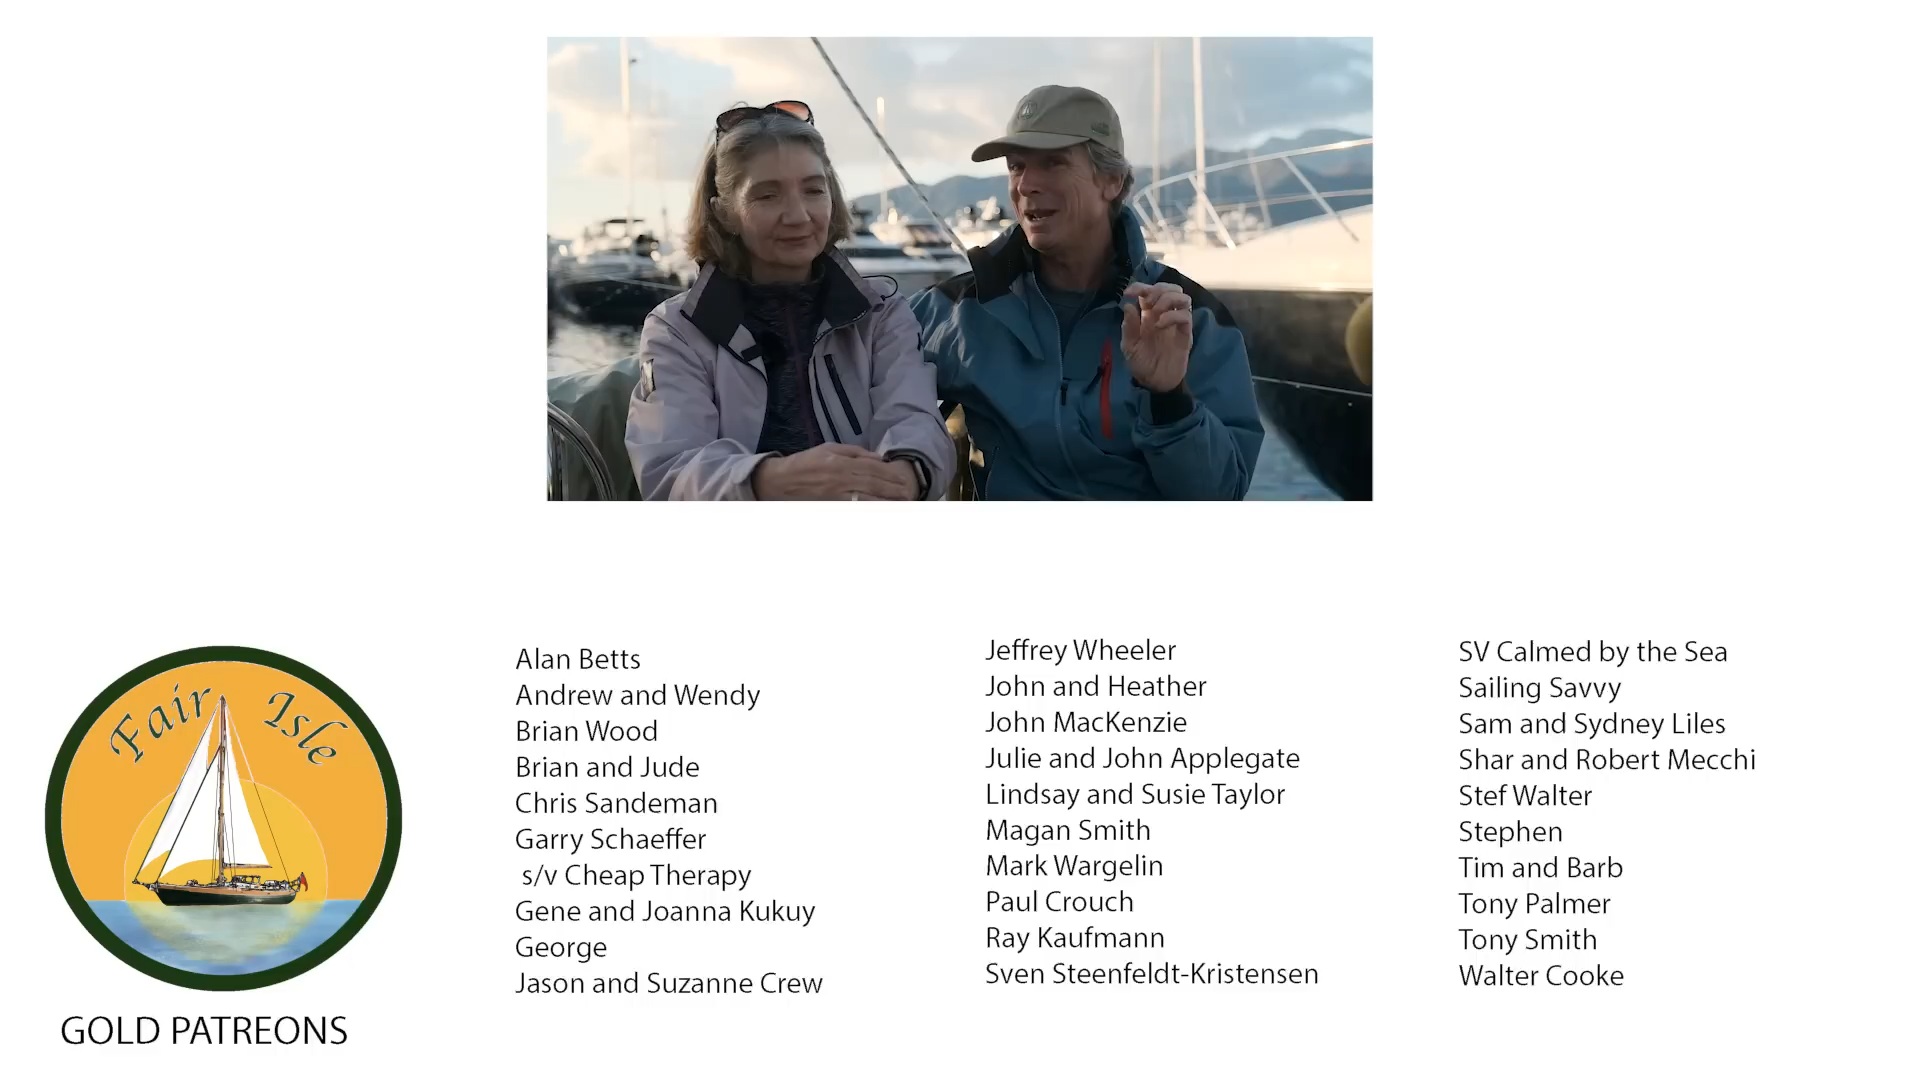 Fair Isle
GOLD PATREONS
Alan Betts
Andrew and Wendy
Brian Wood
Brian and Jude
Chris Sandeman
Garry Schaeffer
s/v Cheap Therapy
Gene and Joanna Kukuy
George
Jason and Suzanne Crew
Jeffrey Wheeler
John and Heather
John MacKenzie
Julie and John Applegate
Lindsay and Susie Taylor
Magan Smith
Mark Wargelin
Paul Crouch
Ray Kaufmann
Sven Steenfeldt-Kristensen
SV Calmed by the Sea
Sailing Savvy
Sam and Sydney Liles
Shar and Robert Mecchi
Stef Walter
Stephen
Tim and Barb
Tony Palmer
Tony Smith
Walter Cooke